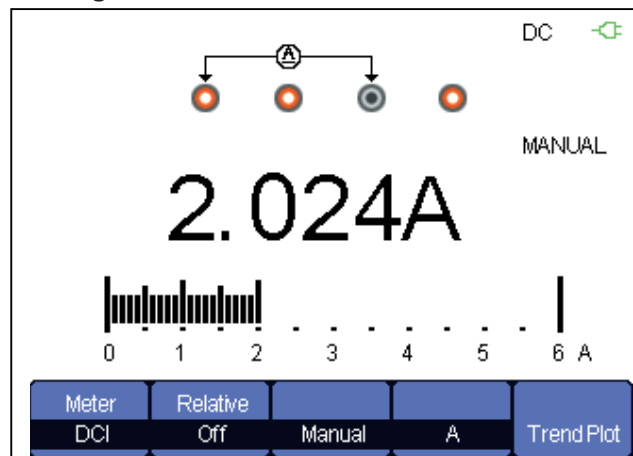 DC
A
MANUAL
2.024A
0 1 2 3 4 5 6 A
Meter Relative
DCI Off Manual A Trend Plot